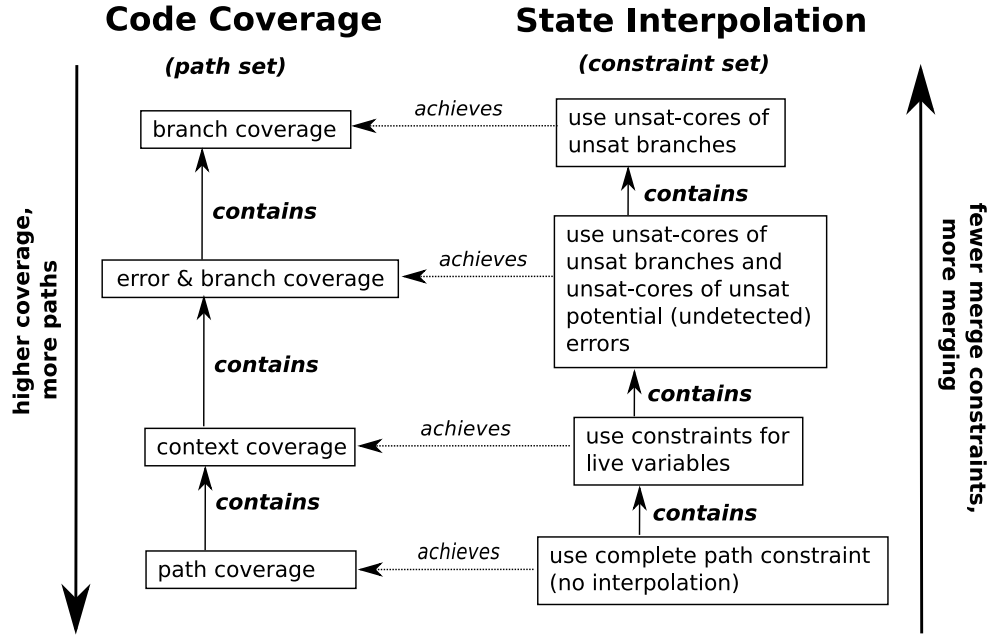 Code Coverage
State Interpolation
(path set)
(constraint set)
branch coverage
achieves
use unsat-cores of
unsat branches
contains
contains
error & branch coverage
achieves
use unsat-cores of
unsat branches and
unsat-cores of unsat
potential (undetected)
errors
contains
contains
context coverage
achieves
use constraints for
live variables
contains
contains
path coverage
achieves
use complete path constraint
(no interpolation)
higher coverage,
more paths
fewer merge constraints,
more merging